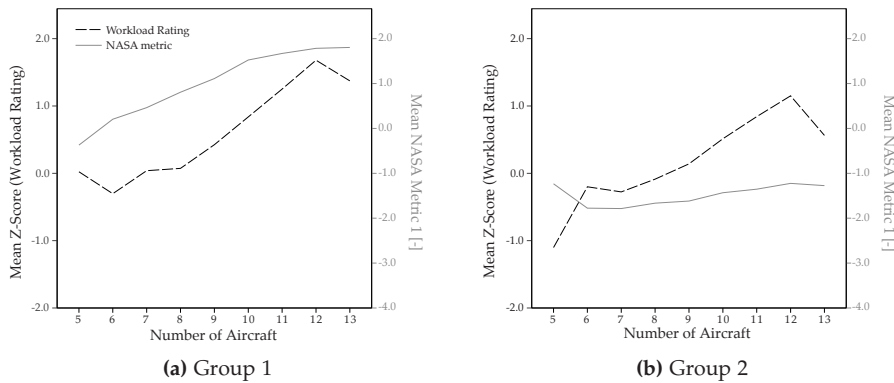 Workload Rating
NASA metric
Mean Z-Score (Workload Rating)
2.0
1.0
0.0
-1.0
-2.0
2.0
1.0
0.0
-1.0
-2.0
-3.0
-4.0
Mean NASA Metric 1 [-]
5 6 7 8 9 10 11 12 13
Number of Aircraft
(a) Group 1
Mean Z-Score (Workload Rating)
2.0
1.0
0.0
-1.0
-2.0
2.0
1.0
0.0
-1.0
-2.0
-3.0
-4.0
Mean NASA Metric 1 [-]
5 6 7 8 9 10 11 12 13
Number of Aircraft
(b) Group 2